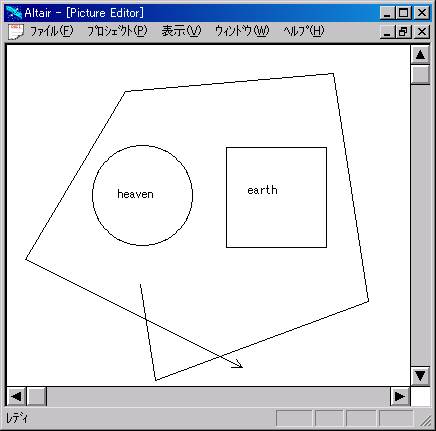 Altair - [Picture Editor]
ﾌｧｲﾙ(F) ﾌﾟﾛｼﾞｪｸﾄ(P) 表示(V) ｳｨﾝﾄﾞｳ(W) ﾍﾙﾌﾟ(H)
heaven
earth
ﾚﾃﾞｨ